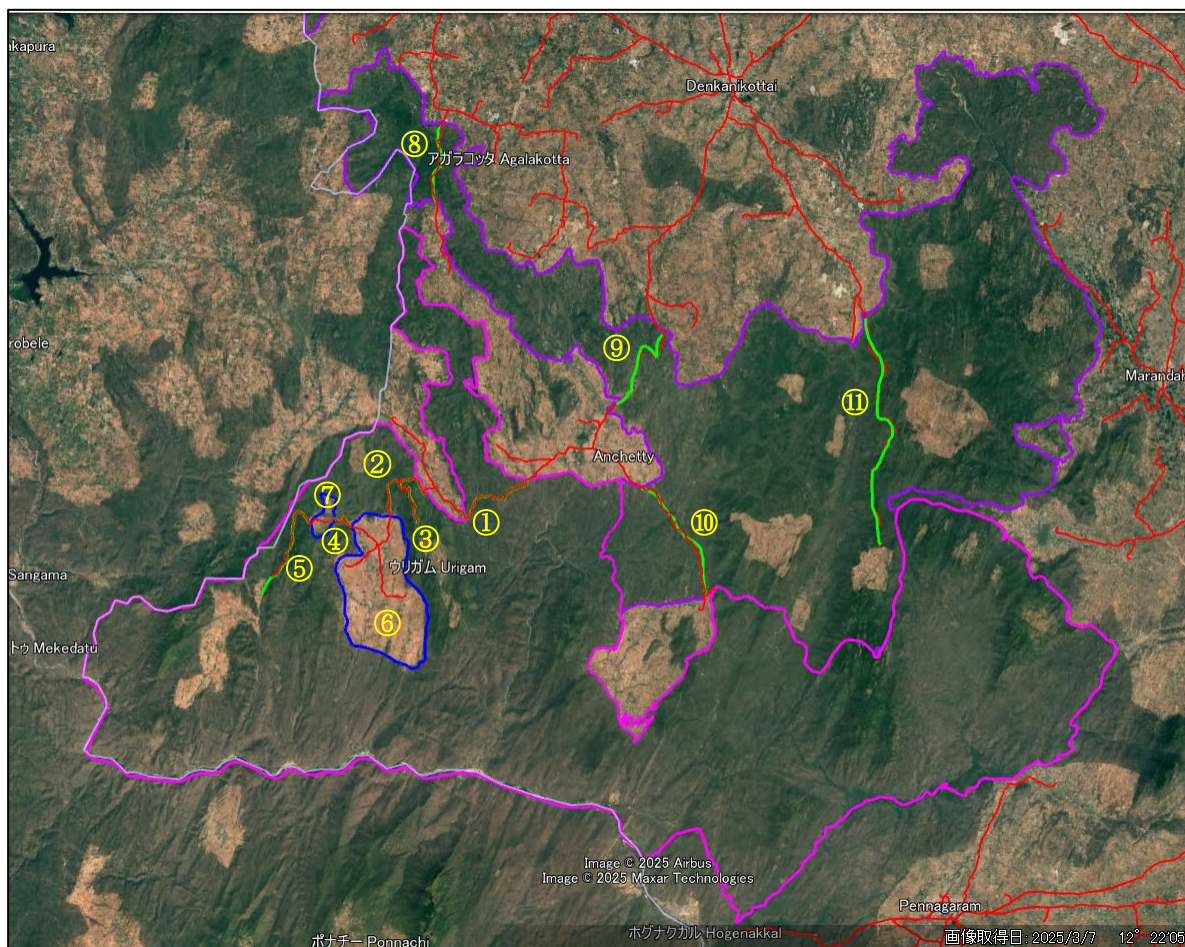 akapura
Denkanikottai
⑧
アガラコッタ Agalakotta
robele
⑨
Marandah
⑪
Anchetty
②
⑦
①
⑩
④
③
⑤
ウリガム Urigam
Sangama
⑥
トゥ Mekedatu
Image © 2025 Airbus
Image © 2025 Maxar Technologies
Pennagaram
ホグナクカル Hogenakkal
ポナチー Ponnachi
画像取得日: 2025/3/7 12° 22:05